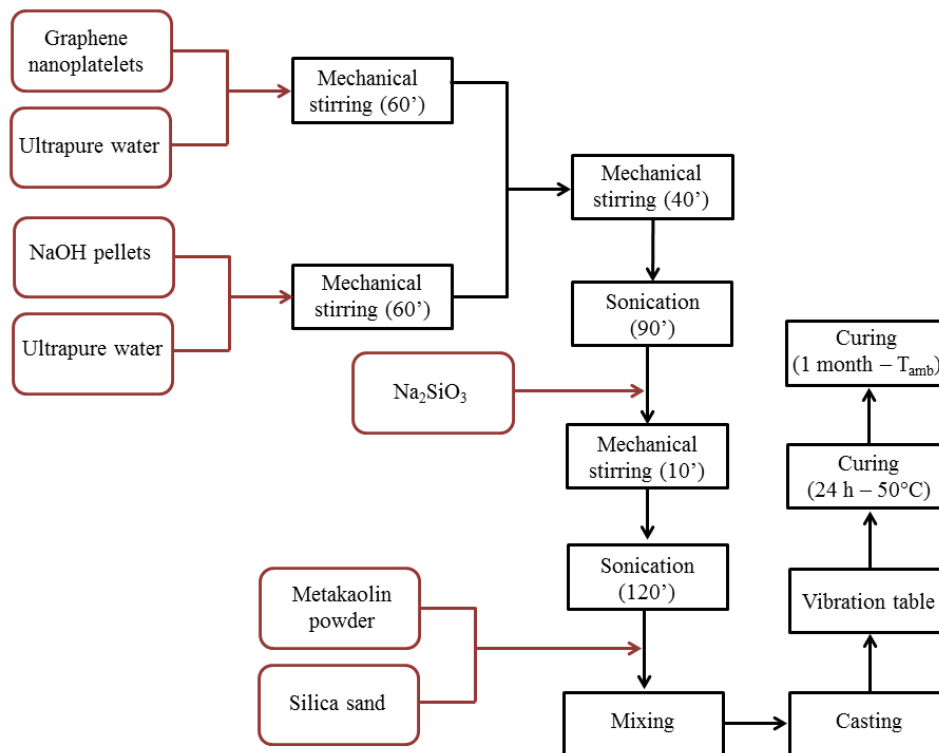 Graphene
nanoplatelets
Ultrapure water
Mechanical
stirring (60’)
NaOH pellets
Ultrapure water
Mechanical
stirring (60’)
Mechanical
stirring (40’)
Sonication
(90’)
Na₂SiO₃
Mechanical
stirring (10’)
Sonication
(120’)
Metakaolin
powder
Silica sand
Mixing
Casting
Vibration table
Curing
(24 h – 50°C)
Curing
(1 month – Tamb)